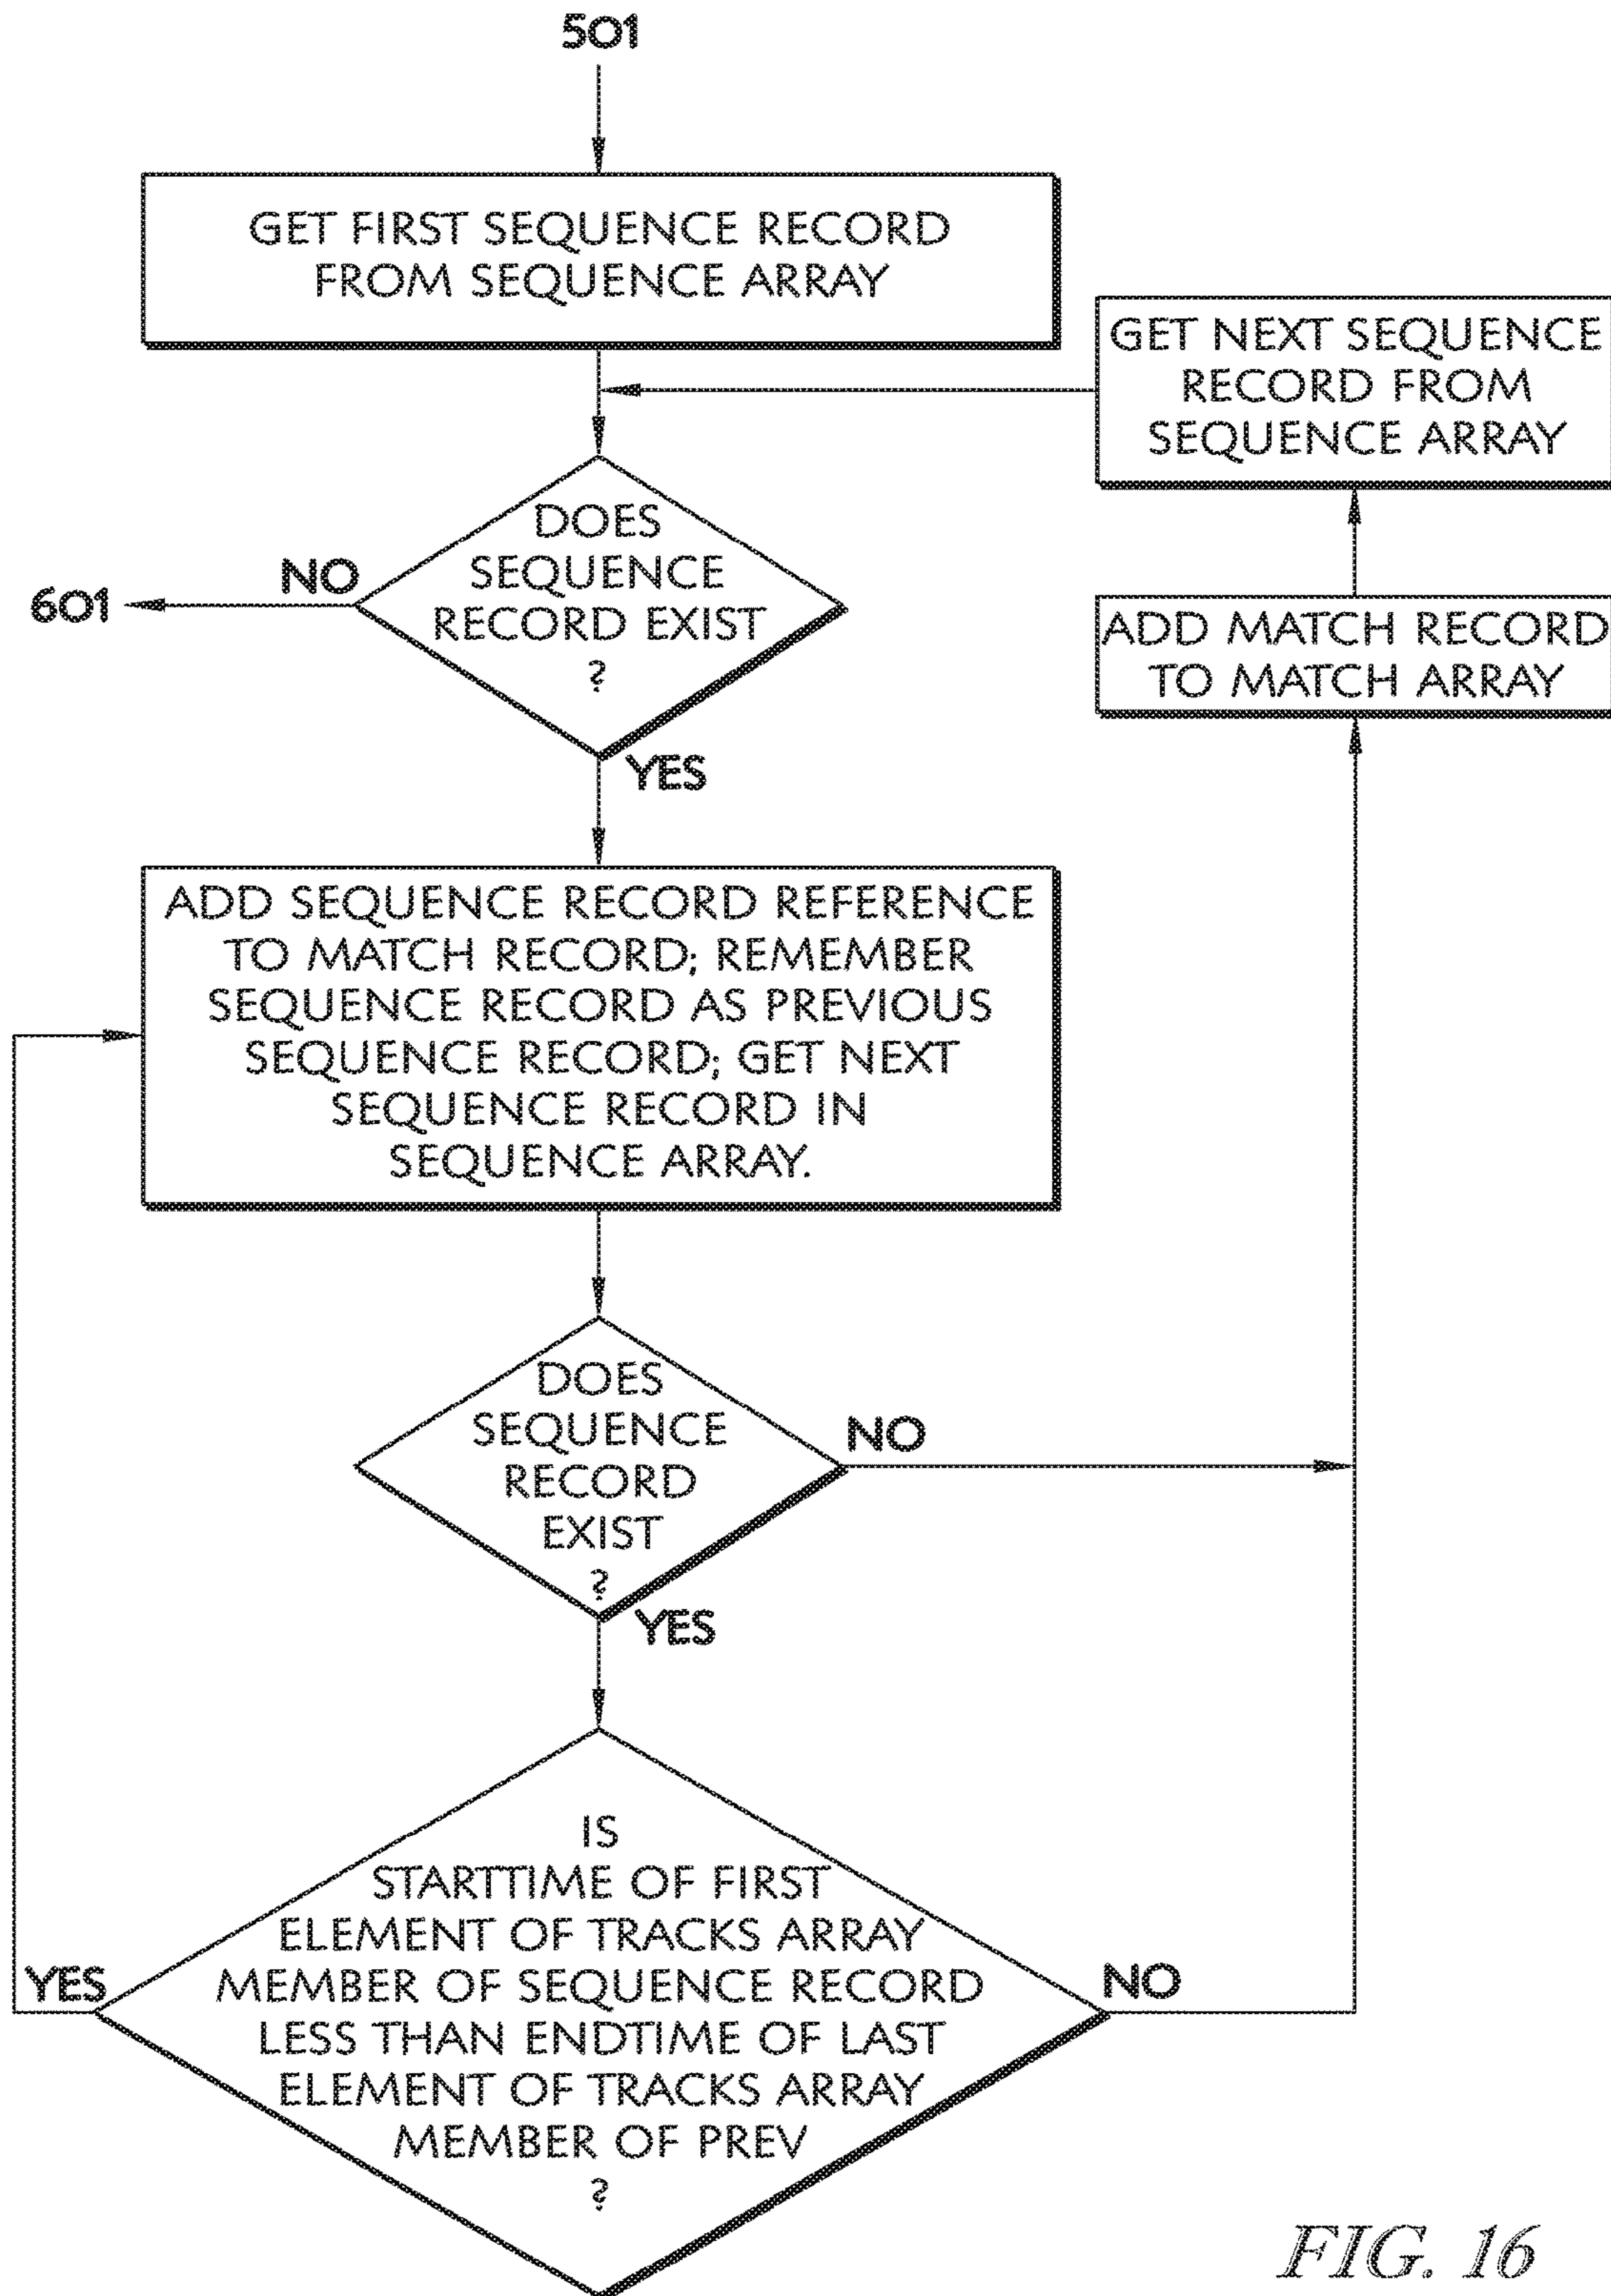 501
GET FIRST SEQUENCE RECORD
FROM SEQUENCE ARRAY
GET NEXT SEQUENCE
RECORD FROM
SEQUENCE ARRAY
DOES
SEQUENCE
RECORD EXIST
?
NO
601
YES
ADD MATCH RECORD
TO MATCH ARRAY
ADD SEQUENCE RECORD REFERENCE
TO MATCH RECORD; REMEMBER
SEQUENCE RECORD AS PREVIOUS
SEQUENCE RECORD; GET NEXT
SEQUENCE RECORD IN
SEQUENCE ARRAY.
DOES
SEQUENCE
RECORD
EXIST
?
NO
YES
IS
STARTTIME OF FIRST
ELEMENT OF TRACKS ARRAY
MEMBER OF SEQUENCE RECORD
LESS THAN ENDTIME OF LAST
ELEMENT OF TRACKS ARRAY
MEMBER OF PREV
?
YES
NO
FIG. 16